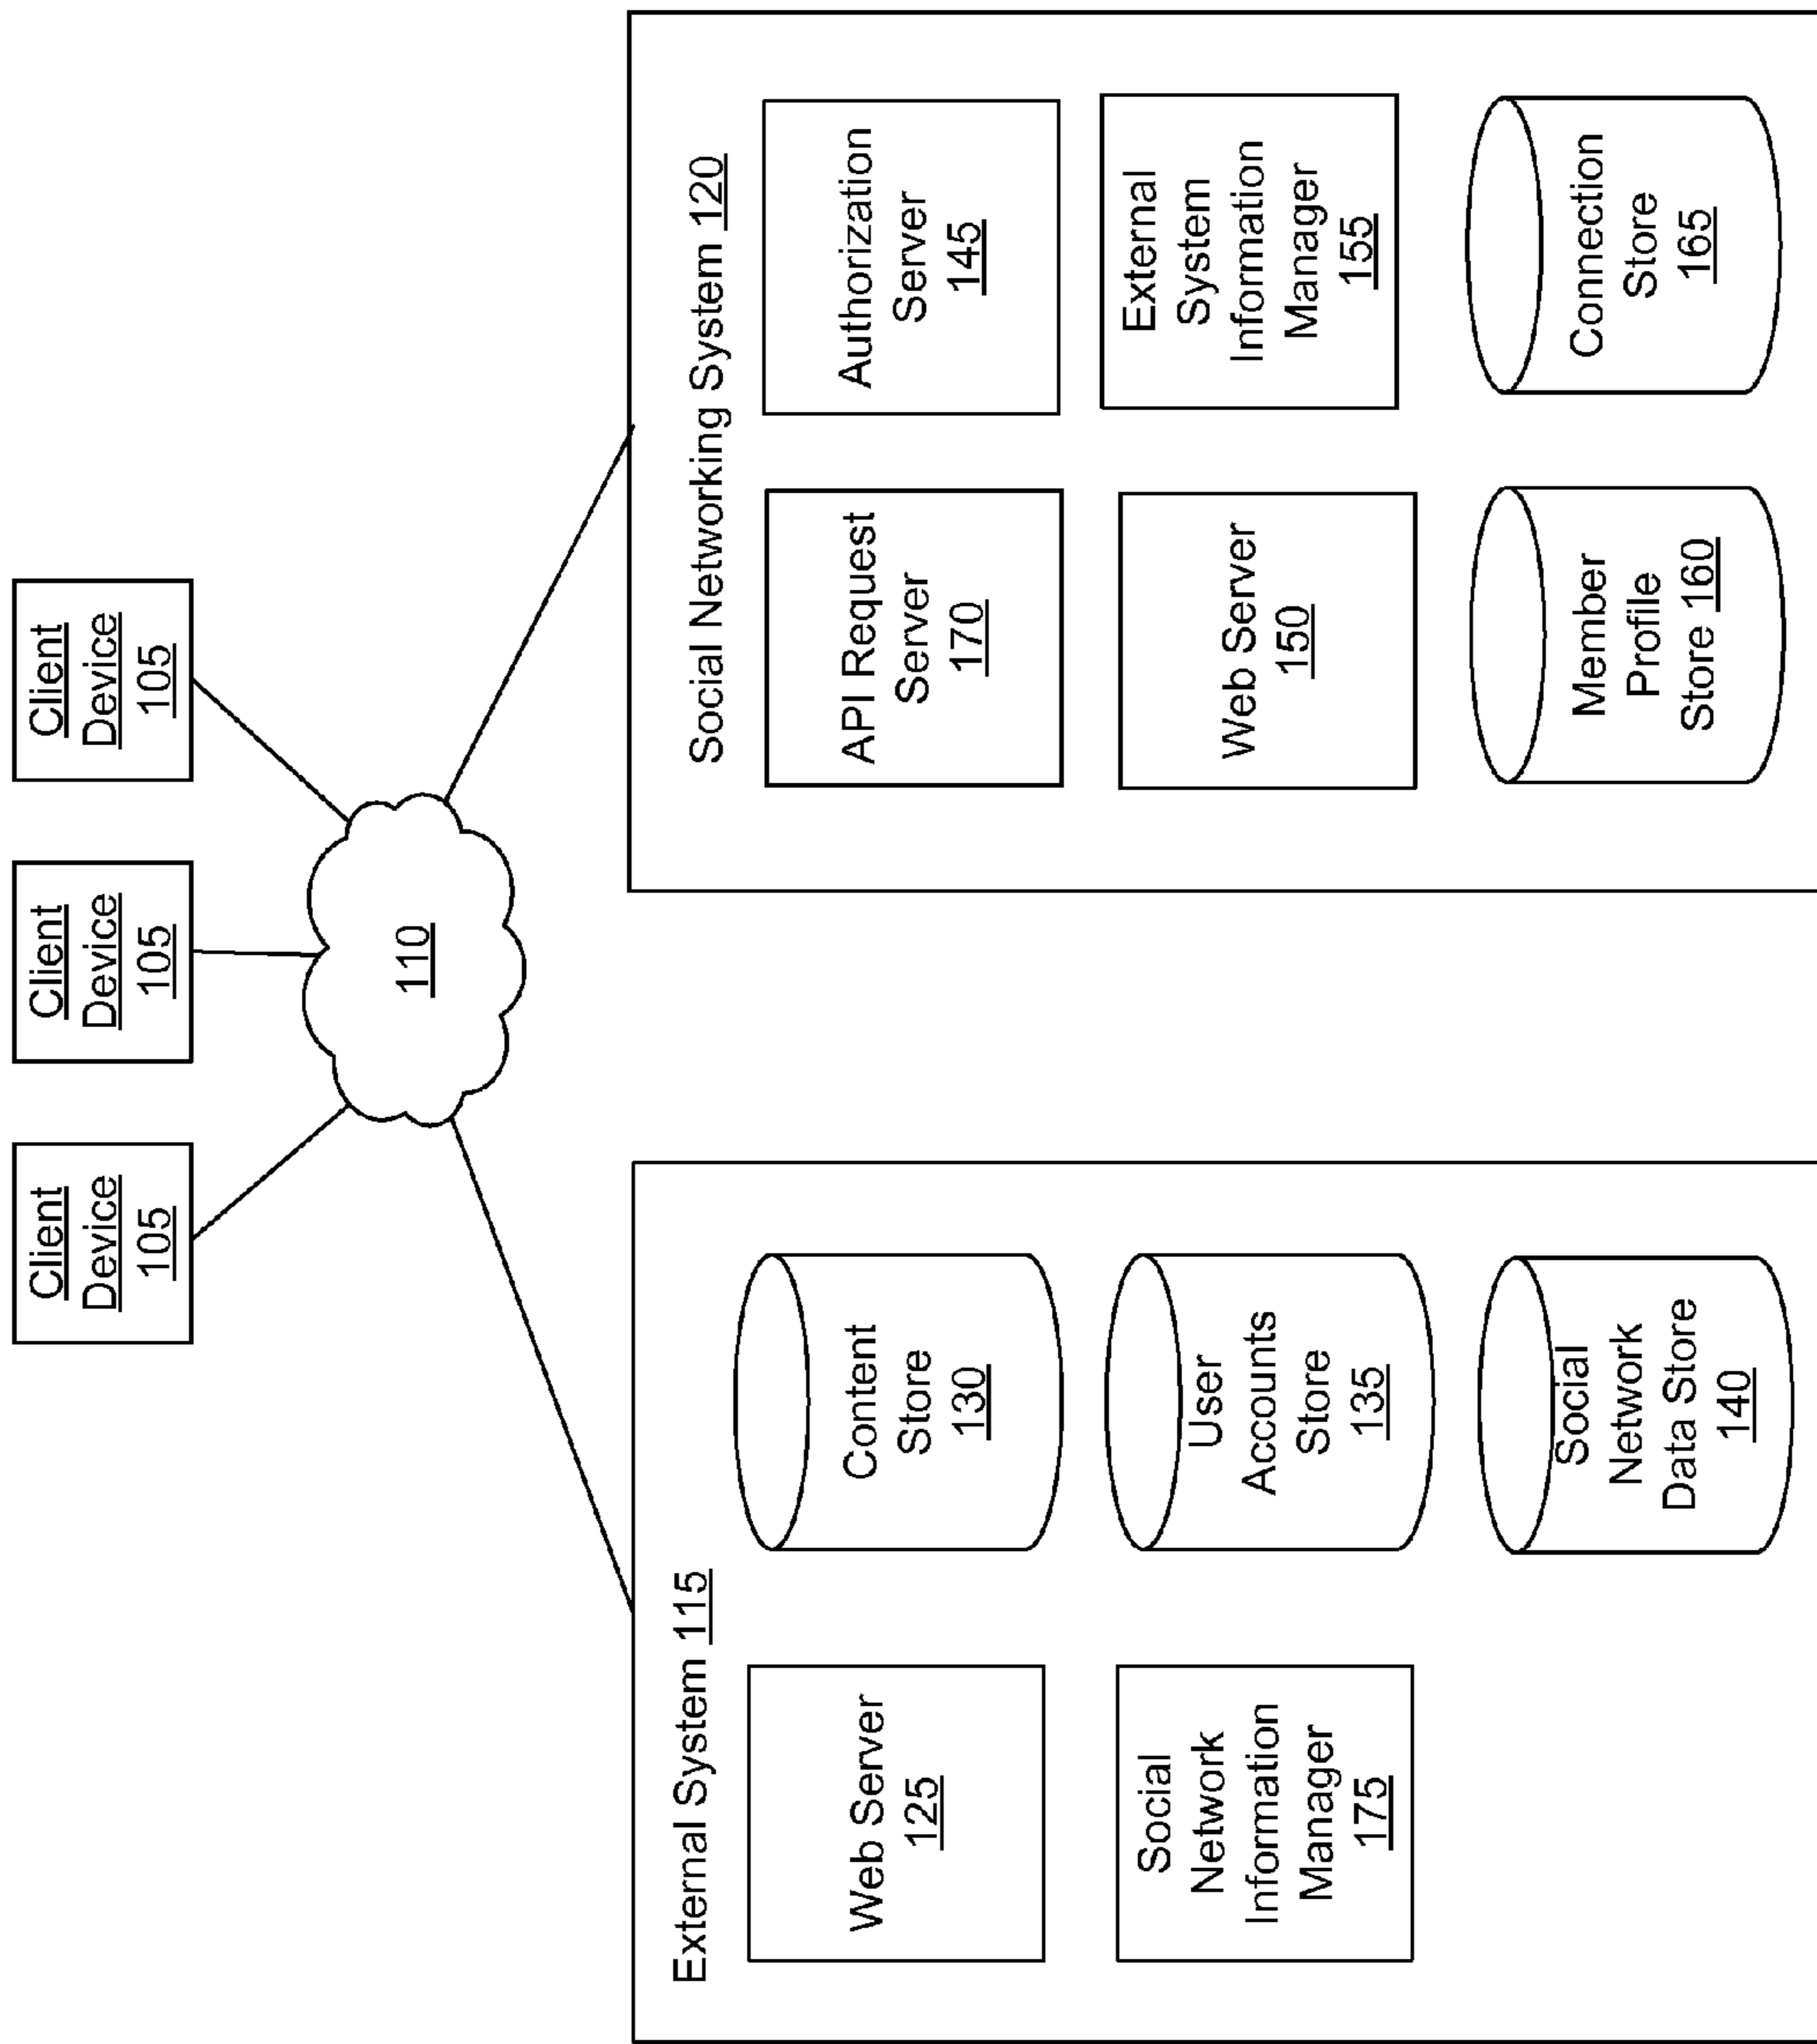 Client
Device
105
Client
Device
105
Client
Device
105
110
External System 115
Web Server
125
Content
Store
130
Social
Network
Information
Manager
175
User
Accounts
Store
135
Social
Network
Data Store
140
Social Networking System 120
API Request
Server
170
Authorization
Server
145
Web Server
150
External
System
Information
Manager
155
Member
Profile
Store 160
Connection
Store
165